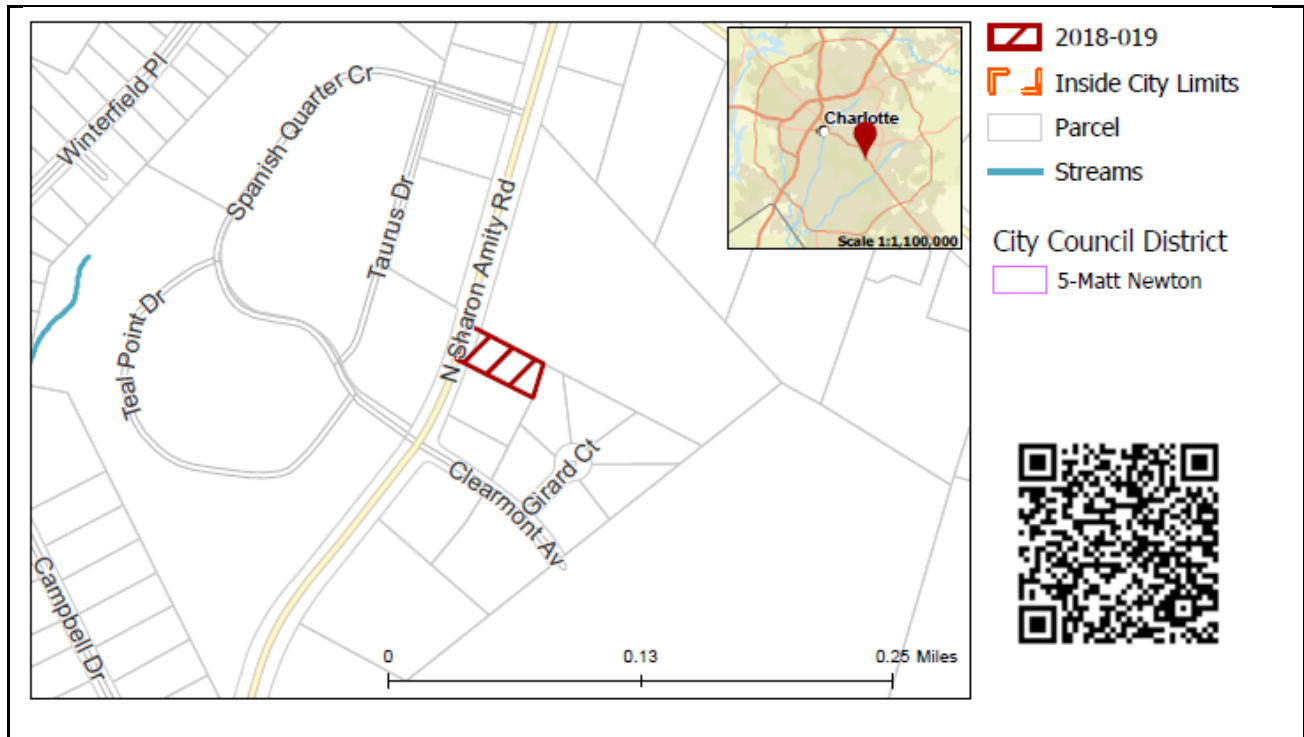 Winterfield Pl
Spanish Quarter Cr
Taurus Dr
N Sharon Amity Rd
Teal Point Dr
Clearmont Av
Girard Ct
Campbell Dr
0 0.13 0.25 Miles
Charlotte
Scale 1:1,100,000
2018-019
Inside City Limits
Parcel
Streams
City Council District
5-Matt Newton